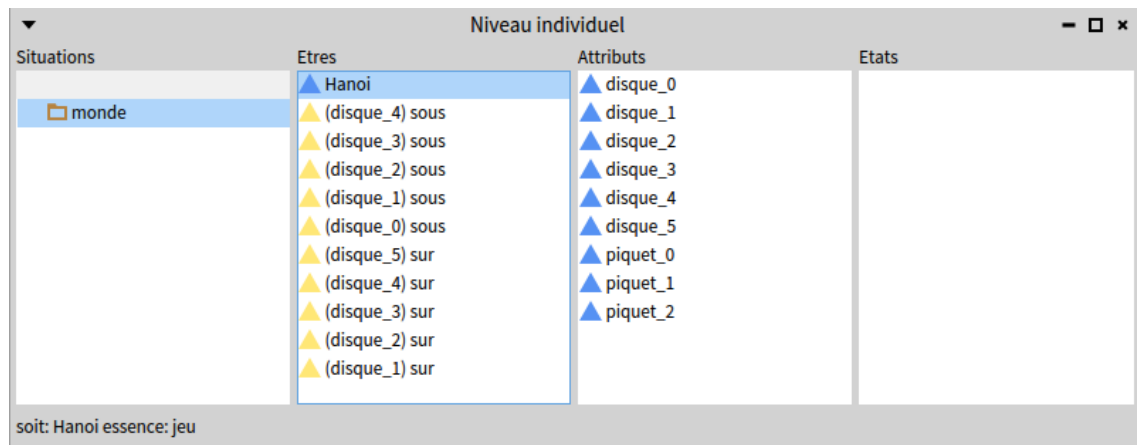 Niveau individuel
Situations
Etres
Attributs
Etats
monde
Hanoi
(disque_4) sous
(disque_3) sous
(disque_2) sous
(disque_1) sous
(disque_0) sous
(disque_5) sur
(disque_4) sur
(disque_3) sur
(disque_2) sur
(disque_1) sur
disque_0
disque_1
disque_2
disque_3
disque_4
disque_5
piquet_0
piquet_1
piquet_2
soit: Hanoi essence: jeu